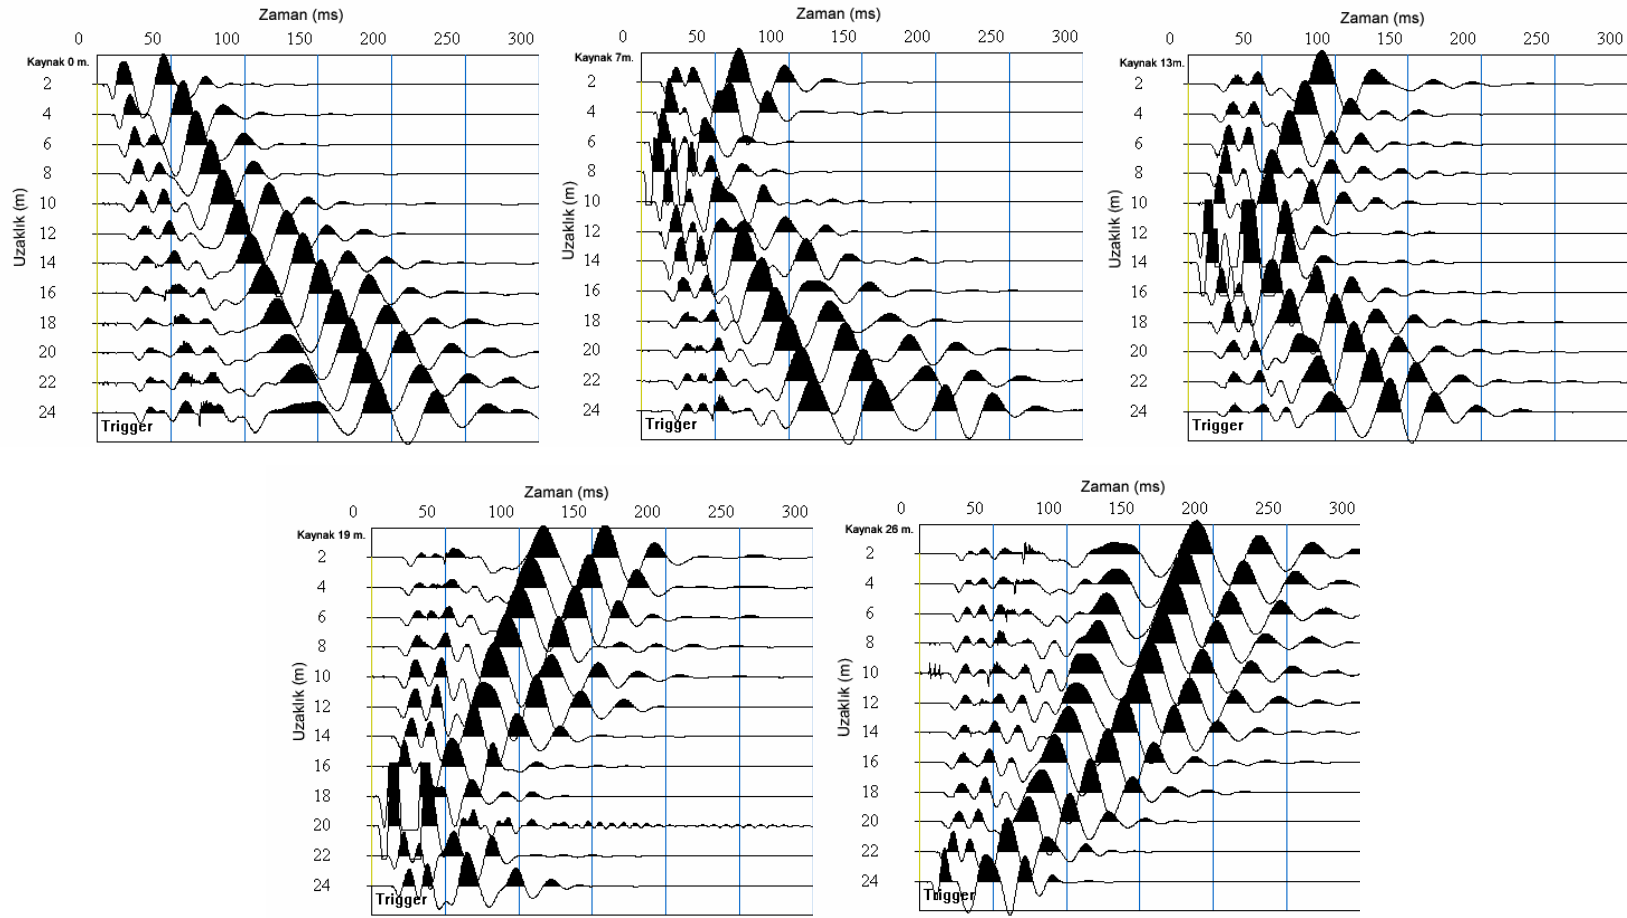 Zaman (ms)
0 50 100 150 200 250 300
Kaynak 0 m.
Uzaklık (m)
2
4
6
8
10
12
14
16
18
20
22
24
Trigger
Zaman (ms)
0 50 100 150 200 250 300
Kaynak 7m.
Uzaklık (m)
2
4
6
8
10
12
14
16
18
20
22
24
Trigger
Zaman (ms)
0 50 100 150 200 250 300
Kaynak 13m.
Uzaklık (m)
2
4
6
8
10
12
14
16
18
20
22
24
Trigger
Zaman (ms)
0 50 100 150 200 250 300
Kaynak 19 m.
Uzaklık (m)
2
4
6
8
10
12
14
16
18
20
22
24
Trigger
Zaman (ms)
0 50 100 150 200 250 300
Kaynak 26 m.
Uzaklık (m)
2
4
6
8
10
12
14
16
18
20
22
24
Trigger